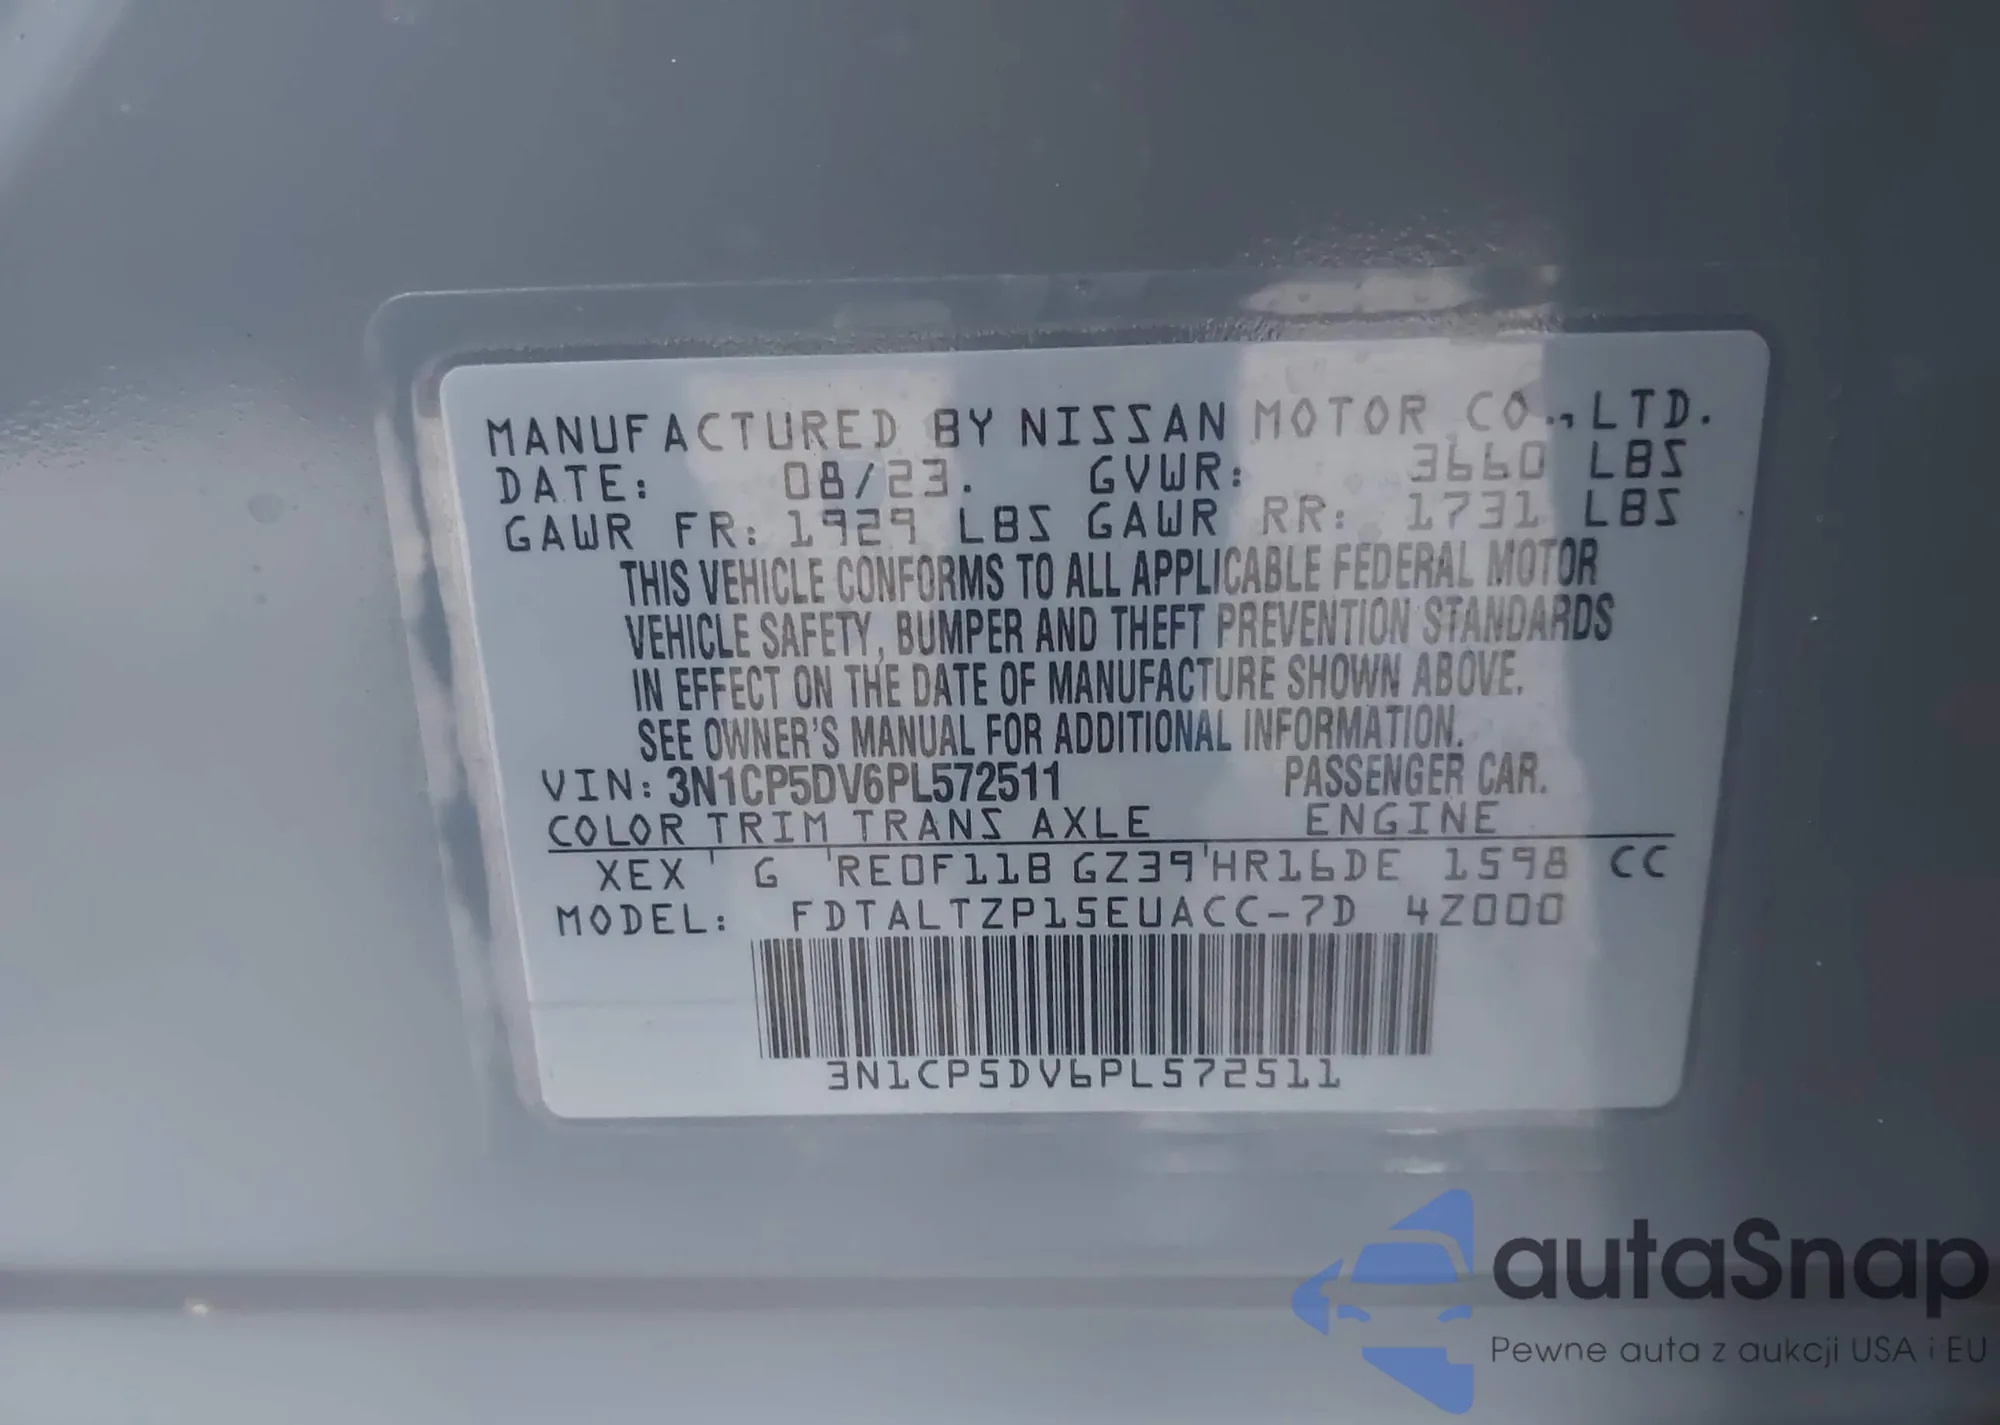 MANUFACTURED BY NISSAN MOTOR CO., LTD.
DATE: 08/23. GVWR: 3660 LBS
GAWR FR: 1929 LBS GAWR RR: 1731 LBS
THIS VEHICLE CONFORMS TO ALL APPLICABLE FEDERAL MOTOR
VEHICLE SAFETY, BUMPER AND THEFT PREVENTION STANDARDS
IN EFFECT ON THE DATE OF MANUFACTURE SHOWN ABOVE.
SEE OWNER'S MANUAL FOR ADDITIONAL INFORMATION.
VIN: 3N1CP5DV6PL572511 PASSENGER CAR.
COLOR TRIM TRANS AXLE ENGINE
XEX G RE0F11B GZ39 HR16DE 1598 CC
MODEL: FDTALTZP15EUACC-7D 4Z000
3N1CP5DV6PL572511
autaSnap
Pewne auta z aukcji USA i EU